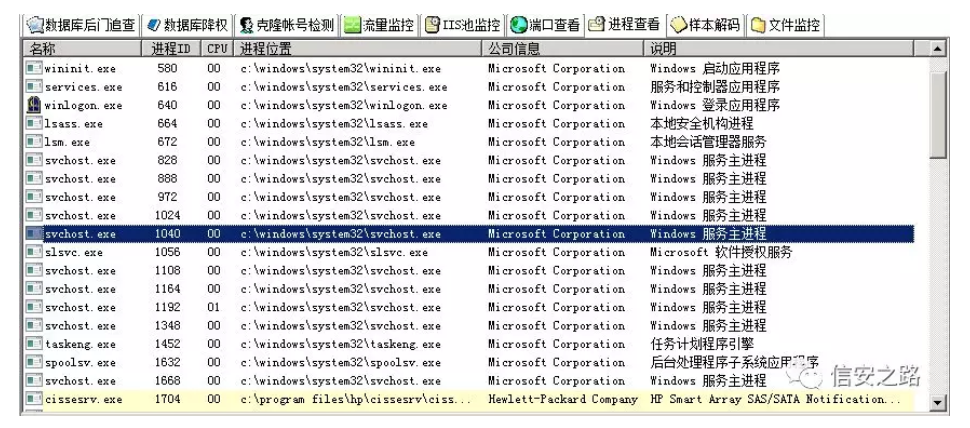 数据库后门追查 数据库降权 克隆帐号检测 流量监控 IIS池监控 端口查看 进程查看 样本解码 文件监控
名称 进程ID CPU 进程位置 公司信息 说明
wininit.exe 580 00 c:\windows\system32\wininit.exe Microsoft Corporation Windows 启动应用程序
services.exe 616 00 c:\windows\system32\services.exe Microsoft Corporation 服务和控制器应用程序
winlogon.exe 640 00 c:\windows\system32\winlogon.exe Microsoft Corporation Windows 登录应用程序
lsass.exe 664 00 c:\windows\system32\lsass.exe Microsoft Corporation 本地安全机构进程
lsm.exe 672 00 c:\windows\system32\lsm.exe Microsoft Corporation 本地会话管理器服务
svchost.exe 828 00 c:\windows\system32\svchost.exe Microsoft Corporation Windows 服务主进程
svchost.exe 888 00 c:\windows\system32\svchost.exe Microsoft Corporation Windows 服务主进程
svchost.exe 972 00 c:\windows\system32\svchost.exe Microsoft Corporation Windows 服务主进程
svchost.exe 1024 00 c:\windows\system32\svchost.exe Microsoft Corporation Windows 服务主进程
svchost.exe 1040 00 c:\windows\system32\svchost.exe Microsoft Corporation Windows 服务主进程
slsvc.exe 1056 00 c:\windows\system32\slsvc.exe Microsoft Corporation Microsoft 软件授权服务
svchost.exe 1108 00 c:\windows\system32\svchost.exe Microsoft Corporation Windows 服务主进程
svchost.exe 1164 00 c:\windows\system32\svchost.exe Microsoft Corporation Windows 服务主进程
svchost.exe 1192 01 c:\windows\system32\svchost.exe Microsoft Corporation Windows 服务主进程
svchost.exe 1348 00 c:\windows\system32\svchost.exe Microsoft Corporation Windows 服务主进程
taskeng.exe 1452 00 c:\windows\system32\taskeng.exe Microsoft Corporation 任务计划程序引擎
spoolsv.exe 1632 00 c:\windows\system32\spoolsv.exe Microsoft Corporation 后台处理程序子系统应用程序
svchost.exe 1668 00 c:\windows\system32\svchost.exe Microsoft Corporation Windows 服务主进程
信安之路
cissesrv.exe 1704 00 c:\program files\hp\cissesrv\ciss... Hewlett-Packard Company HP Smart Array SAS/SATA Notification...